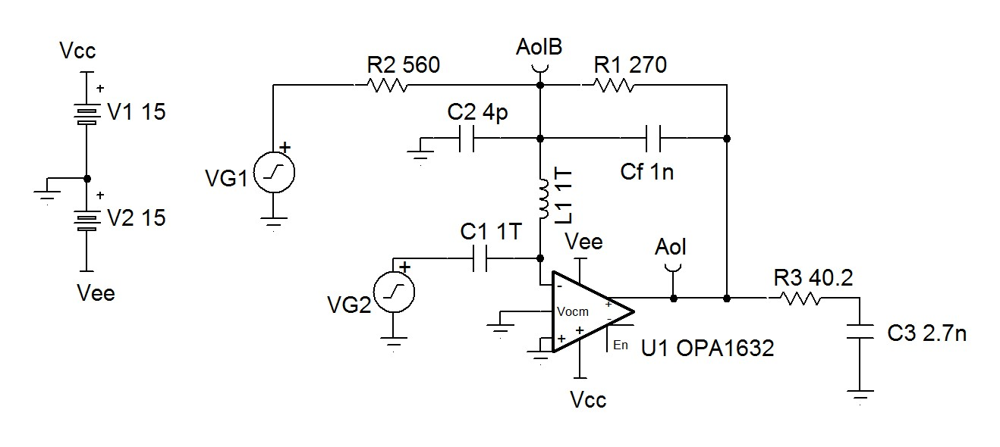 AolB
Vcc
R2 560
R1 270
+
V1 15
C2 4p
+
VG1
Cf 1n
L1 1T
+
V2 15
C1 1T
Vee
Aol
+
Vee
VG2
R3 40.2
-
+
Vocm
-
+
+
En
U1 OPA1632
C3 2.7n
Vcc